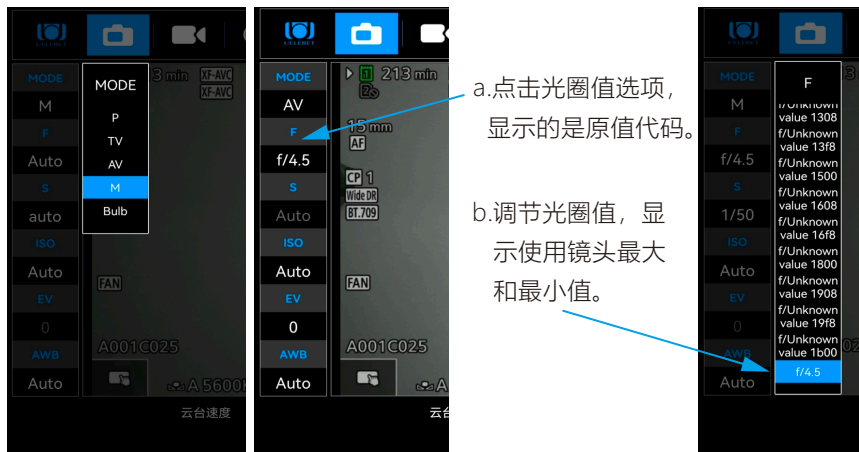 MODE
M
F
Auto
S
auto
ISO
Auto
EV
0
AWB
Auto
MODE
P
TV
AV
M
Bulb
3 min
XF-AVC
XF-AVC
FAN
A001C025
A 5600K
云台速度
UELEBET
MODE
AV
F
f/4.5
S
Auto
ISO
Auto
EV
0
AWB
Auto
1 213 min
2
15 mm
AF
CP 1
Wide DR
BT.709
FAN
A001C025
A
云台
a.点击光圈值选项，
显示的是原值代码。
b.调节光圈值，显
示使用镜头最大
和最小值。
MODE
M
F
f/4.5
S
1/50
ISO
Auto
EV
0
AWB
Auto
F
f/Unknown
value 1308
f/Unknown
value 13f8
f/Unknown
value 1500
f/Unknown
value 1608
f/Unknown
value 16f8
f/Unknown
value 1800
f/Unknown
value 1908
f/Unknown
value 19f8
f/Unknown
value 1b00
f/4.5